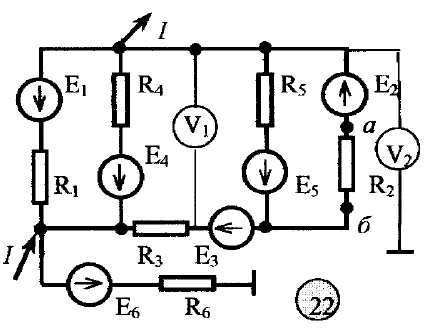 I
E₁ R₄ R₅ E₂
V₁ a
V₂
E₄
R₁ E₅ R₂
I R₃ E₃ б
E₆ R₆ 22